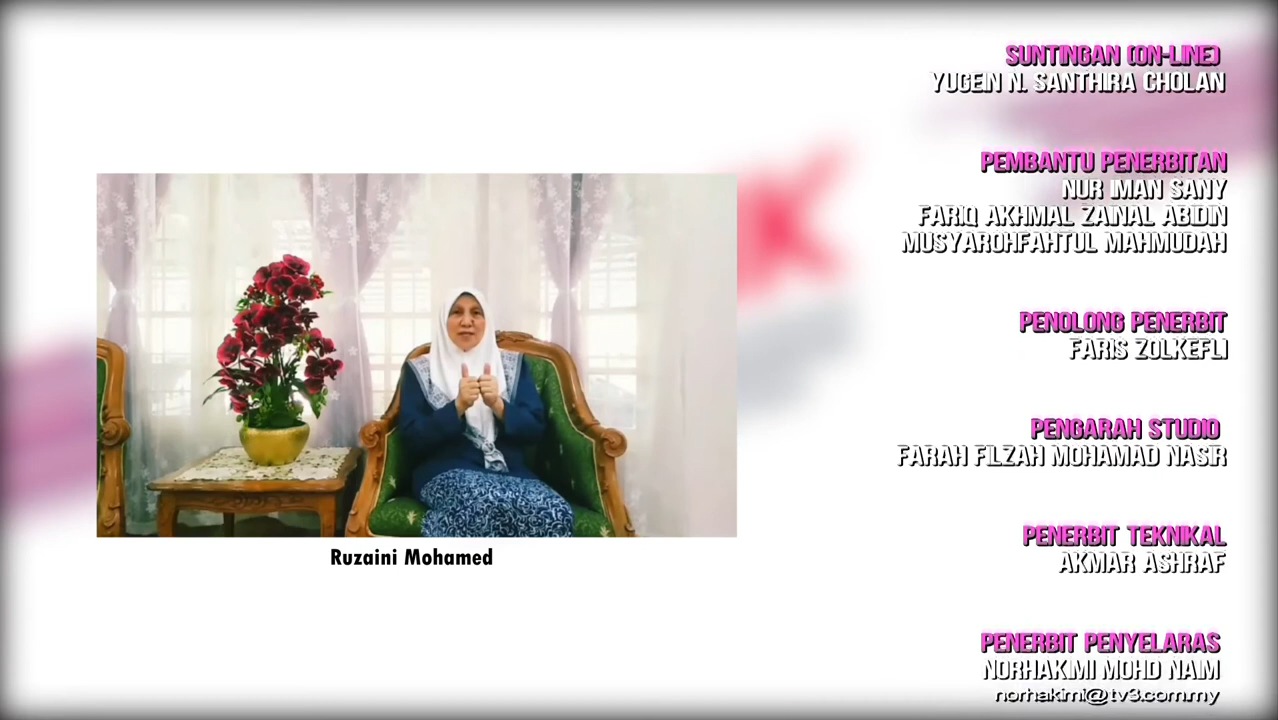 Ruzaini Mohamed
SUNTINGAN (ON-LINE)
YUGEIN N. SANTHIRA CHOLAN
PEMBANTU PENERBITAN
NUR IMAN SANY
FARIQ AKHMAL ZAINAL ABIDIN
MUSYAROHFAHTUL MAHMUDAH
PENOLONG PENERBIT
FARIS ZOLKEFLI
PENGARAH STUDIO
FARAH FILZAH MOHAMAD NASIR
PENERBIT TEKNIKAL
AKMAR ASHRAF
PENERBIT PENYELARAS
NORHAKIMI MOHD NAIM
norhakimi@tv3.com.my